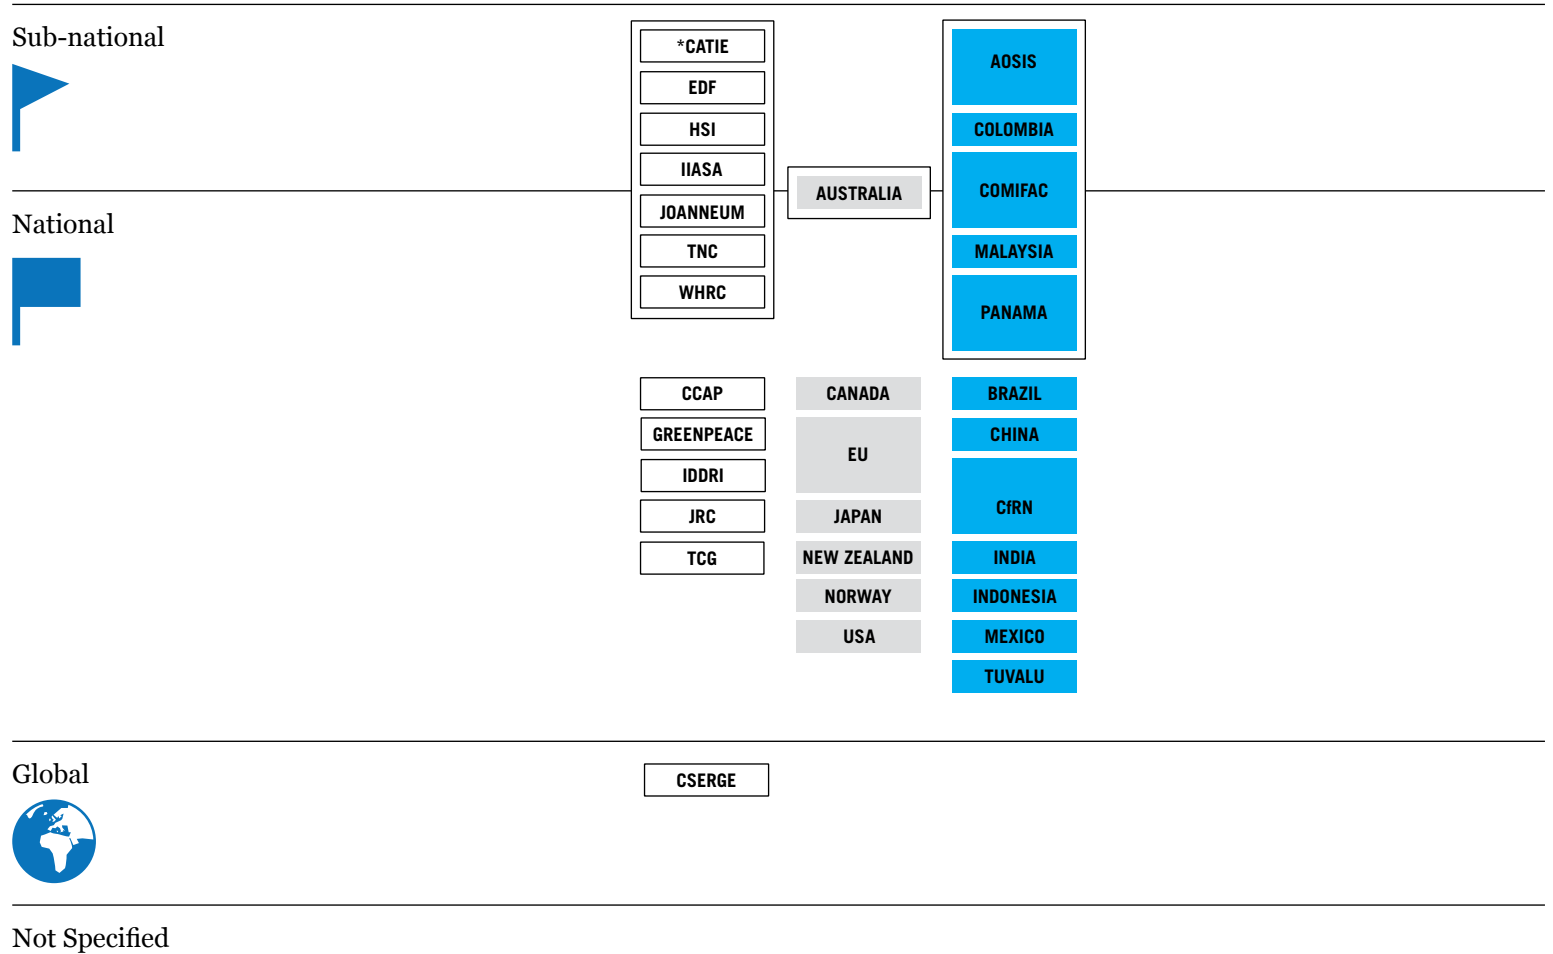 Sub-national
*CATIE
EDF
HSI
IIASA
JOANNEUM
TNC
WHRC
AUSTRALIA
AOSIS
COLOMBIA
COMIFAC
MALAYSIA
PANAMA
National
CCAP
GREENPEACE
IDDRI
JRC
TCG
CANADA
EU
JAPAN
NEW ZEALAND
NORWAY
USA
BRAZIL
CHINA
CfRN
INDIA
INDONESIA
MEXICO
TUVALU
Global
CSERGE
Not Specified